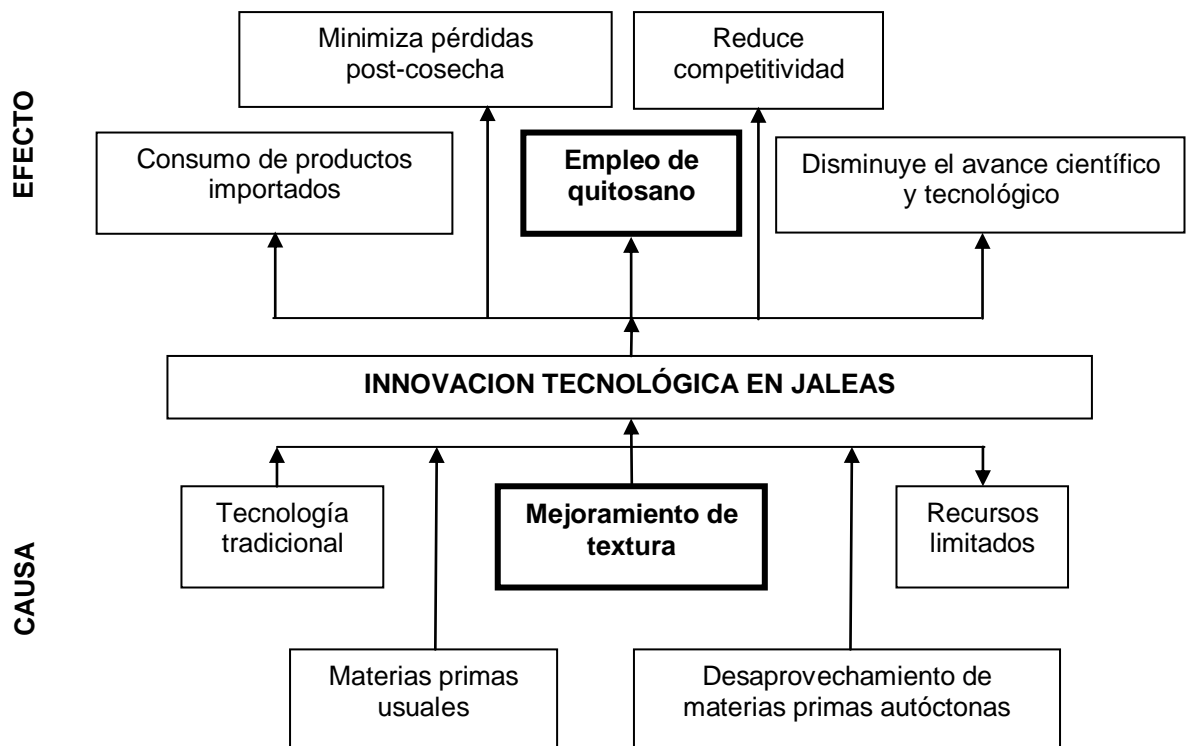 Minimiza pérdidas
post-cosecha
Reduce
competitividad
EFECTO
Consumo de productos
importados
Empleo de
quitosano
Disminuye el avance científico
y tecnológico
INNOVACION TECNOLÓGICA EN JALEAS
CAUSA
Tecnología
tradicional
Mejoramiento de
textura
Recursos
limitados
Materias primas
usuales
Desaprovechamiento de
materias primas autóctonas